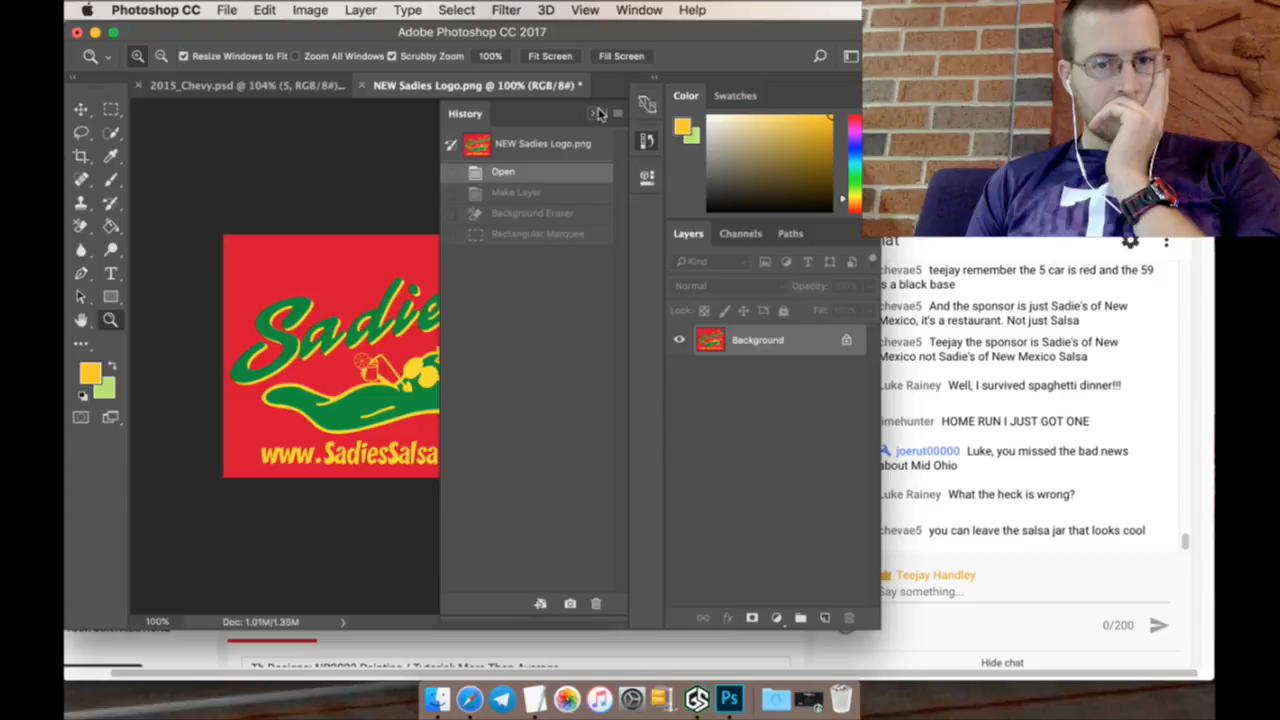 Photoshop CC File Edit Image Layer Type Select Filter 3D View Window Help
Adobe Photoshop CC 2017
Resize Windows to Fit Zoom All Windows Scrubby Zoom 100% Fit Screen Fill Screen
2015_Chevy.psd @ 104% (5, RGB/8#)...
NEW Sadies Logo.png @ 100% (RGB/8#) *
History
NEW Sadies Logo.png
Open
Make Layer
Background Eraser
Rectangular Marquee
Sadie
www.SadiesSalsa
Color Swatches
Layers Channels Paths
Kind
Normal Opacity: 100%
Lock: Fill: 100%
Background
100% Doc: 1.01M/1.35M
hat
chevae5 teejay remember the 5 car is red and the 59
s a black base
chevae5 And the sponsor is just Sadie's of New
Mexico, it's a restaurant. Not just Salsa
chevae5 Teejay the sponsor is Sadie's of New
Mexico not Sadie's of New Mexico Salsa
Luke Rainey Well, I survived spaghetti dinner!!!
imehunter HOME RUN I JUST GOT ONE
joerut00000 Luke, you missed the bad news
about Mid Ohio
Luke Rainey What the heck is wrong?
chevae5 you can leave the salsa jar that looks cool
Teejay Handley
Say something...
0/200
Hide chat
Ps